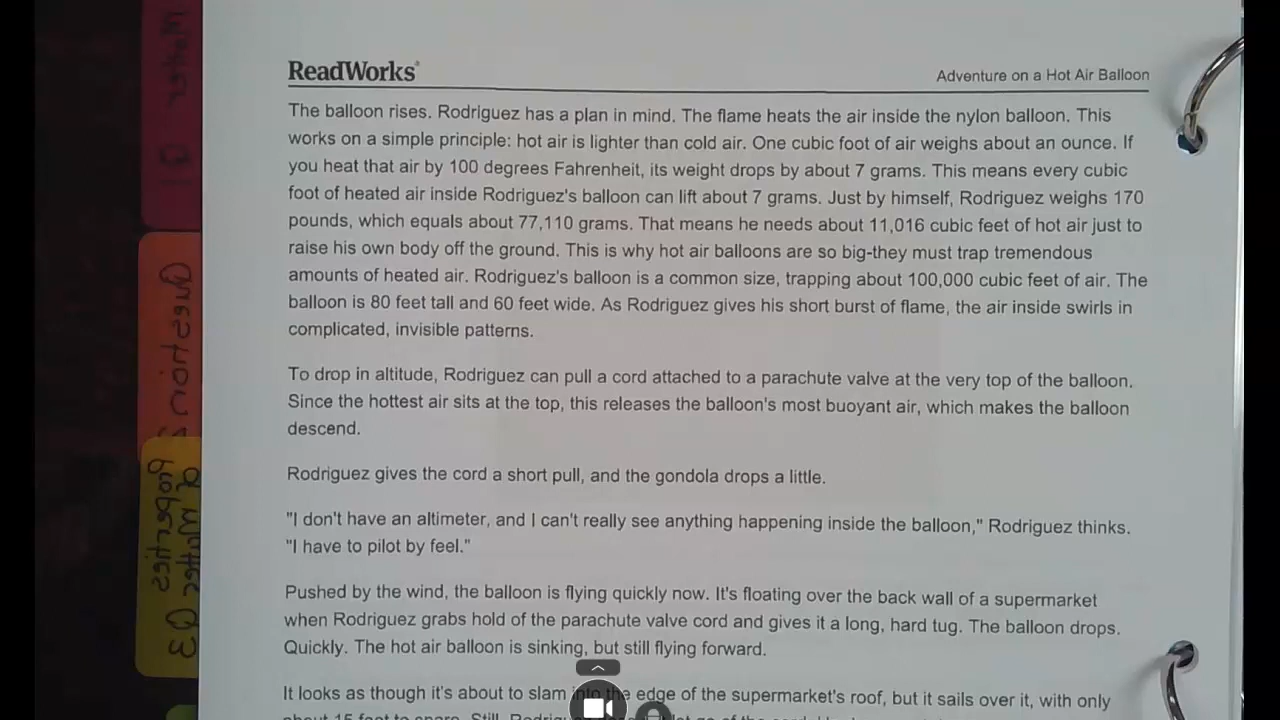 ReadWorks®
Adventure on a Hot Air Balloon
The balloon rises. Rodriguez has a plan in mind. The flame heats the air inside the nylon balloon. This
works on a simple principle: hot air is lighter than cold air. One cubic foot of air weighs about an ounce. If
you heat that air by 100 degrees Fahrenheit, its weight drops by about 7 grams. This means every cubic
foot of heated air inside Rodriguez's balloon can lift about 7 grams. Just by himself, Rodriguez weighs 170
pounds, which equals about 77,110 grams. That means he needs about 11,016 cubic feet of hot air just to
raise his own body off the ground. This is why hot air balloons are so big-they must trap tremendous
amounts of heated air. Rodriguez's balloon is a common size, trapping about 100,000 cubic feet of air. The
balloon is 80 feet tall and 60 feet wide. As Rodriguez gives his short burst of flame, the air inside swirls in
complicated, invisible patterns.
To drop in altitude, Rodriguez can pull a cord attached to a parachute valve at the very top of the balloon.
Since the hottest air sits at the top, this releases the balloon's most buoyant air, which makes the balloon
descend.
Rodriguez gives the cord a short pull, and the gondola drops a little.
"I don't have an altimeter, and I can't really see anything happening inside the balloon," Rodriguez thinks.
"I have to pilot by feel."
Pushed by the wind, the balloon is flying quickly now. It's floating over the back wall of a supermarket
when Rodriguez grabs hold of the parachute valve cord and gives it a long, hard tug. The balloon drops.
Quickly. The hot air balloon is sinking, but still flying forward.
It looks as though it's about to slam into the edge of the supermarket's roof, but it sails over it, with only
Matter Q1
Questions
Q3
a matter
properties